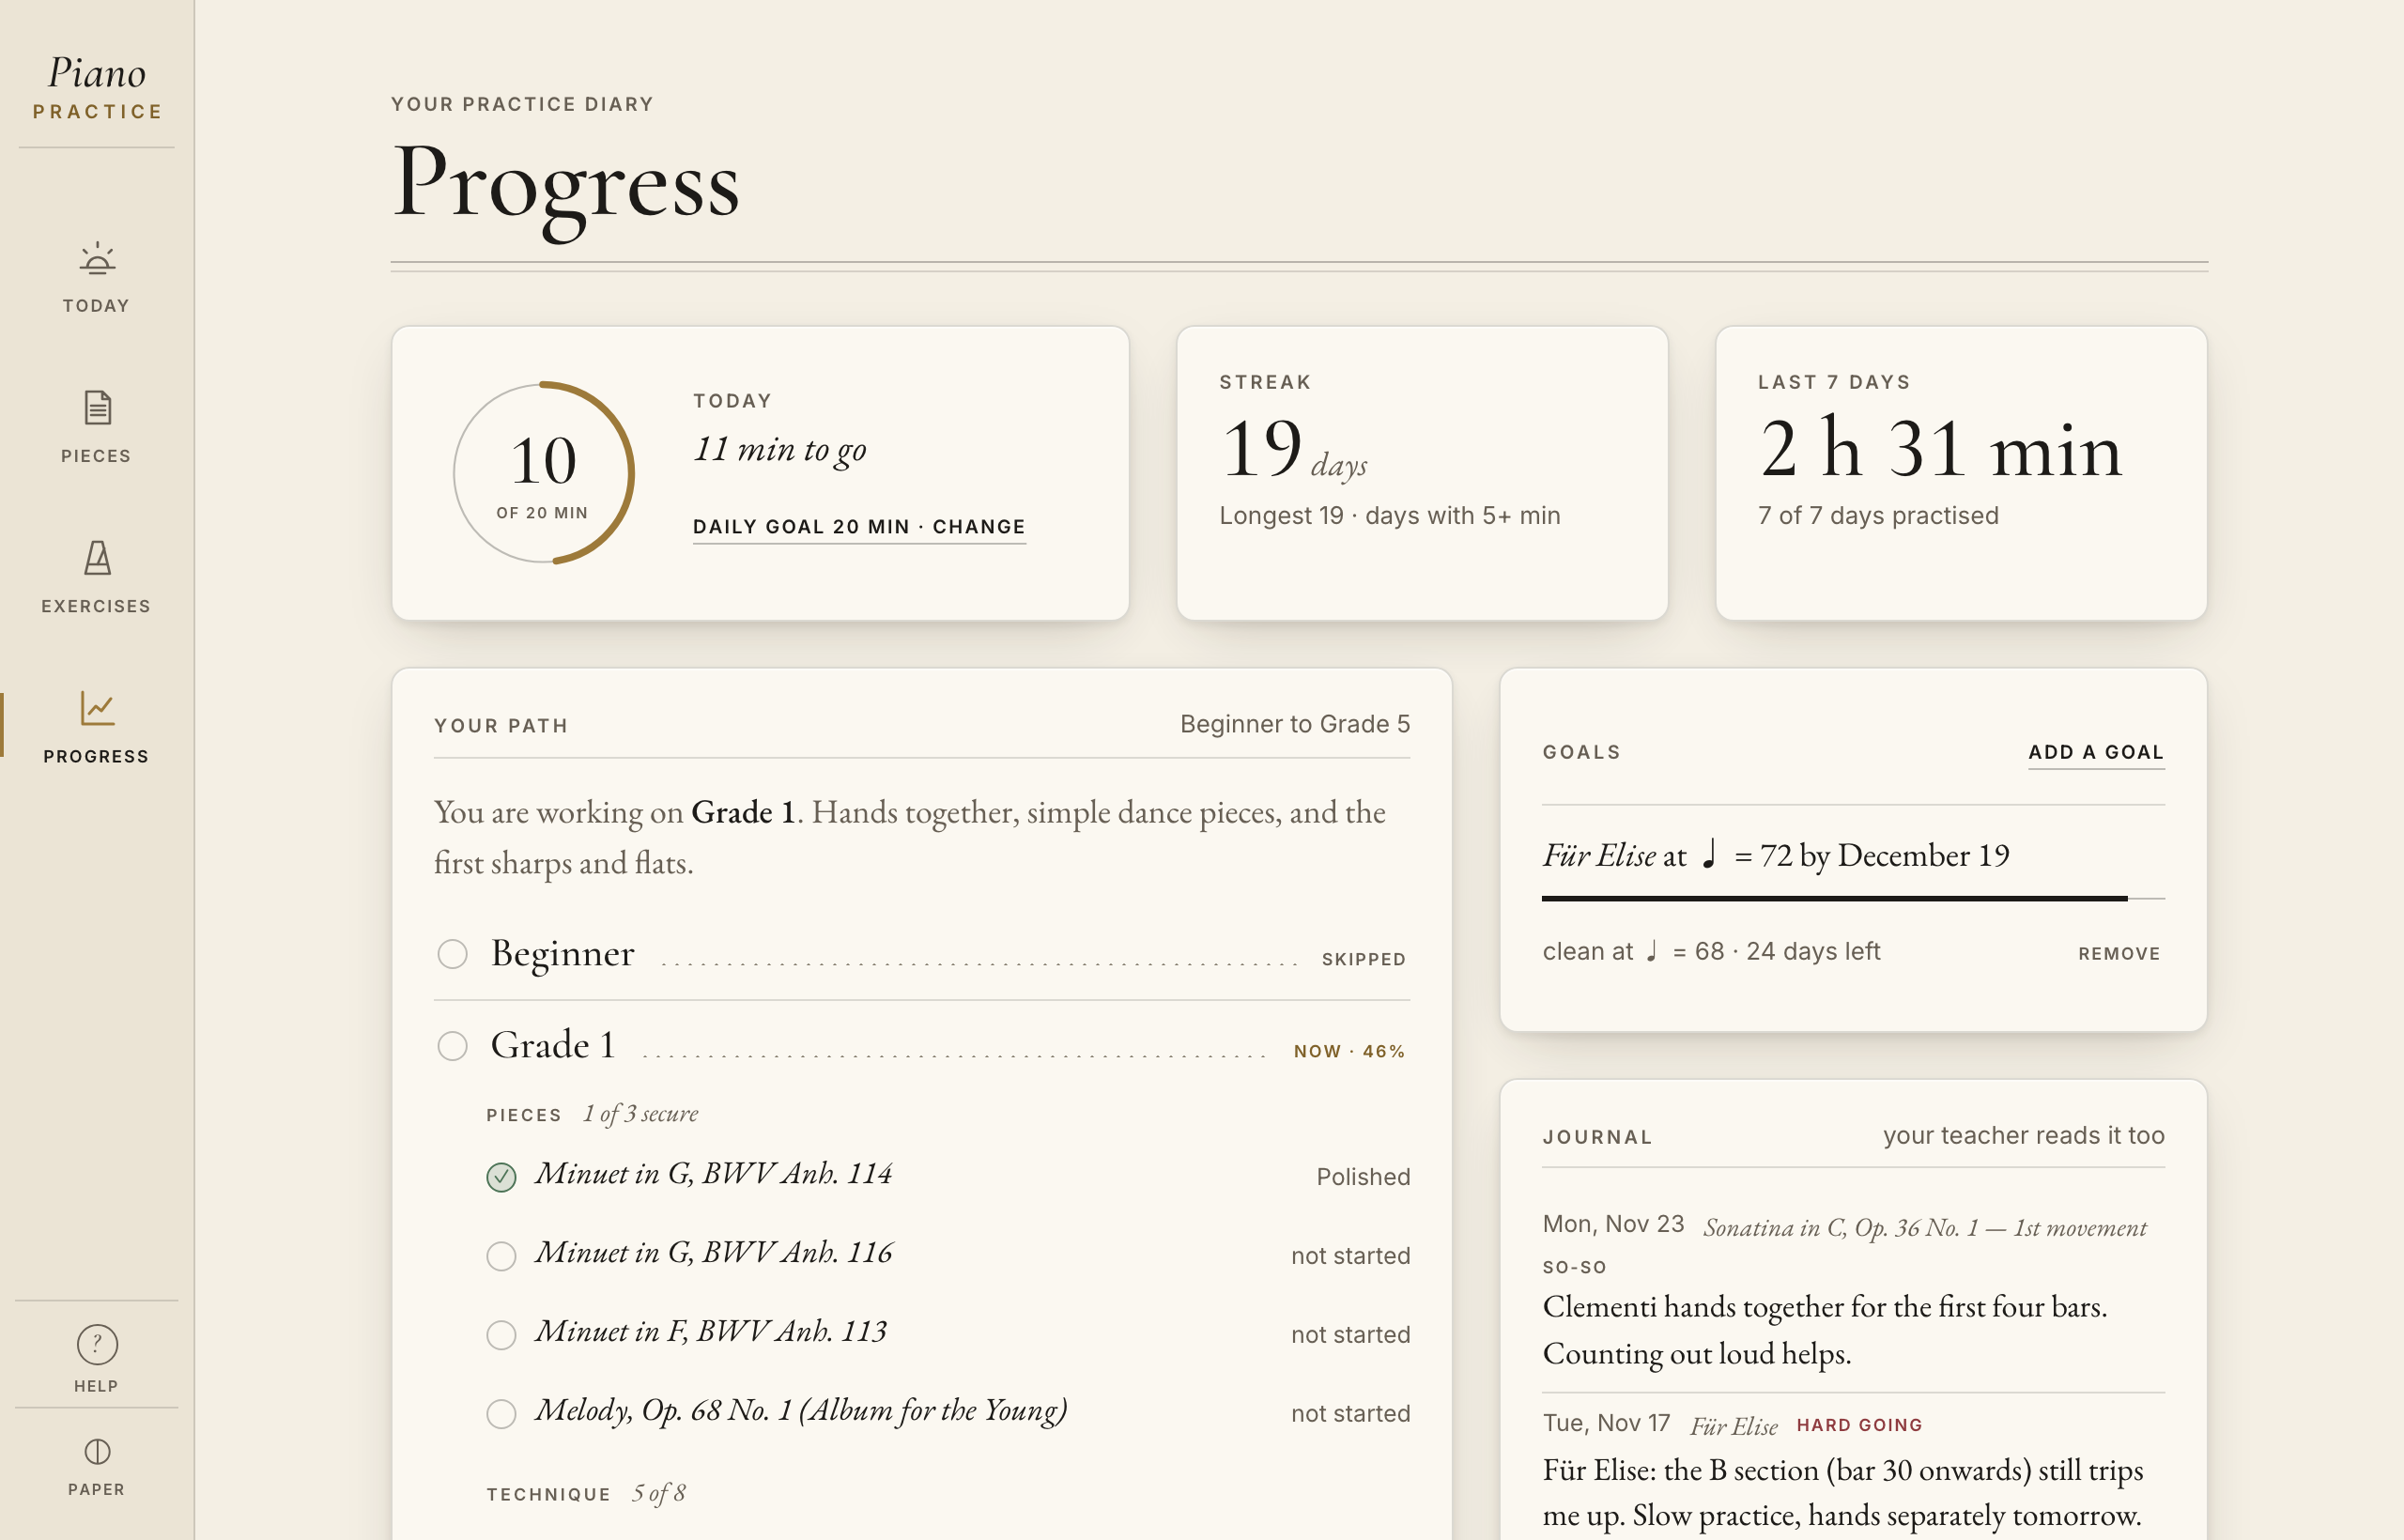 Piano
PRACTICE
TODAY
PIECES
EXERCISES
PROGRESS
?
HELP
PAPER
YOUR PRACTICE DIARY
Progress
10
OF 20 MIN
TODAY
11 min to go
DAILY GOAL 20 MIN · CHANGE
STREAK
19 days
Longest 19 · days with 5+ min
LAST 7 DAYS
2 h 31 min
7 of 7 days practised
YOUR PATH
Beginner to Grade 5
You are working on Grade 1. Hands together, simple dance pieces, and the
first sharps and flats.
Beginner
SKIPPED
Grade 1
NOW · 46%
PIECES 1 of 3 secure
Minuet in G, BWV Anh. 114
Polished
Minuet in G, BWV Anh. 116
not started
Minuet in F, BWV Anh. 113
not started
Melody, Op. 68 No. 1 (Album for the Young)
not started
TECHNIQUE 5 of 8
GOALS
ADD A GOAL
Für Elise at ♩ = 72 by December 19
clean at ♩ = 68 · 24 days left
REMOVE
JOURNAL
your teacher reads it too
Mon, Nov 23 Sonatina in C, Op. 36 No. 1 — 1st movement
SO-SO
Clementi hands together for the first four bars.
Counting out loud helps.
Tue, Nov 17 Für Elise HARD GOING
Für Elise: the B section (bar 30 onwards) still trips
me up. Slow practice, hands separately tomorrow.